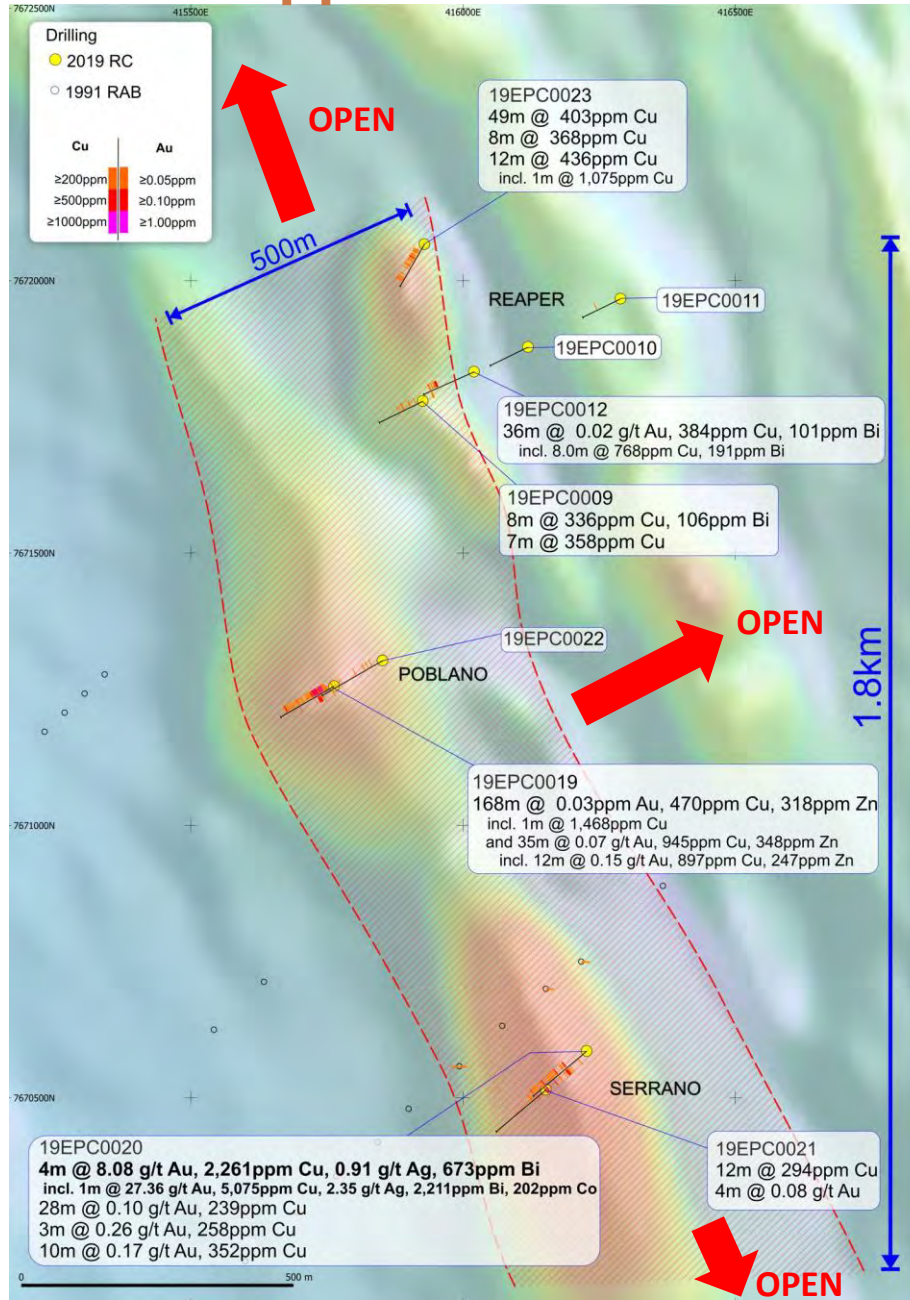 7672500N
415500E
416000E
416500E
Drilling
2019 RC
1991 RAB
Cu Au
≥200ppm ≥0.05ppm
≥500ppm ≥0.10ppm
≥1000ppm ≥1.00ppm
OPEN
19EPC0023
49m @ 403ppm Cu
8m @ 368ppm Cu
12m @ 436ppm Cu
incl. 1m @ 1,075ppm Cu
500m
7672000N
REAPER
19EPC0011
19EPC0010
19EPC0012
36m @ 0.02 g/t Au, 384ppm Cu, 101ppm Bi
incl. 8.0m @ 768ppm Cu, 191ppm Bi
19EPC0009
8m @ 336ppm Cu, 106ppm Bi
7m @ 358ppm Cu
7671500N
OPEN
19EPC0022
POBLANO
1.8km
19EPC0019
168m @ 0.03ppm Au, 470ppm Cu, 318ppm Zn
incl. 1m @ 1,468ppm Cu
and 35m @ 0.07 g/t Au, 945ppm Cu, 348ppm Zn
incl. 12m @ 0.15 g/t Au, 897ppm Cu, 247ppm Zn
7671000N
7670500N
SERRANO
19EPC0020
4m @ 8.08 g/t Au, 2,261ppm Cu, 0.91 g/t Ag, 673ppm Bi
incl. 1m @ 27.36 g/t Au, 5,075ppm Cu, 2.35 g/t Ag, 2,211ppm Bi, 202ppm Co
28m @ 0.10 g/t Au, 239ppm Cu
3m @ 0.26 g/t Au, 258ppm Cu
10m @ 0.17 g/t Au, 352ppm Cu
19EPC0021
12m @ 294ppm Cu
4m @ 0.08 g/t Au
0 500 m
OPEN